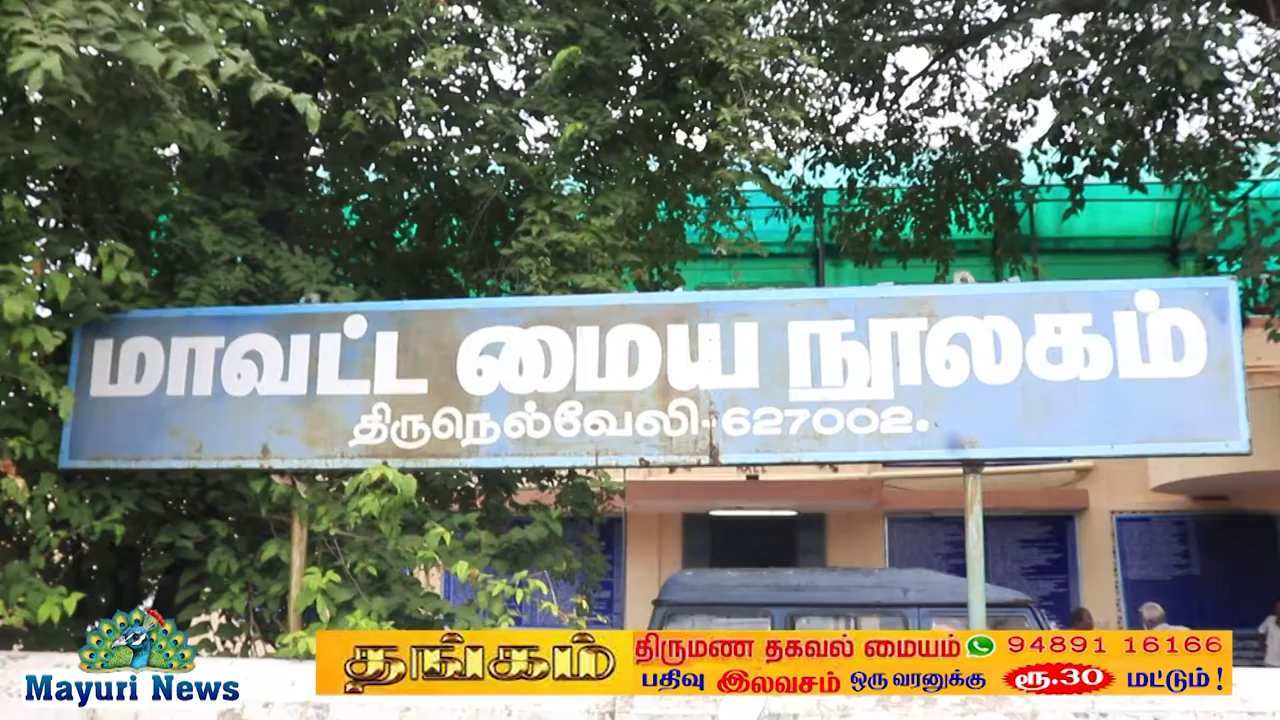 மாவட்ட மைய நூலகம்
திருநெல்வேலி-627002.
Mayuri News
தங்கம்
திருமண தகவல் மையம் 94891 16166
பதிவு இலவசம் ஒரு வரனுக்கு ரூ.30 மட்டும்!